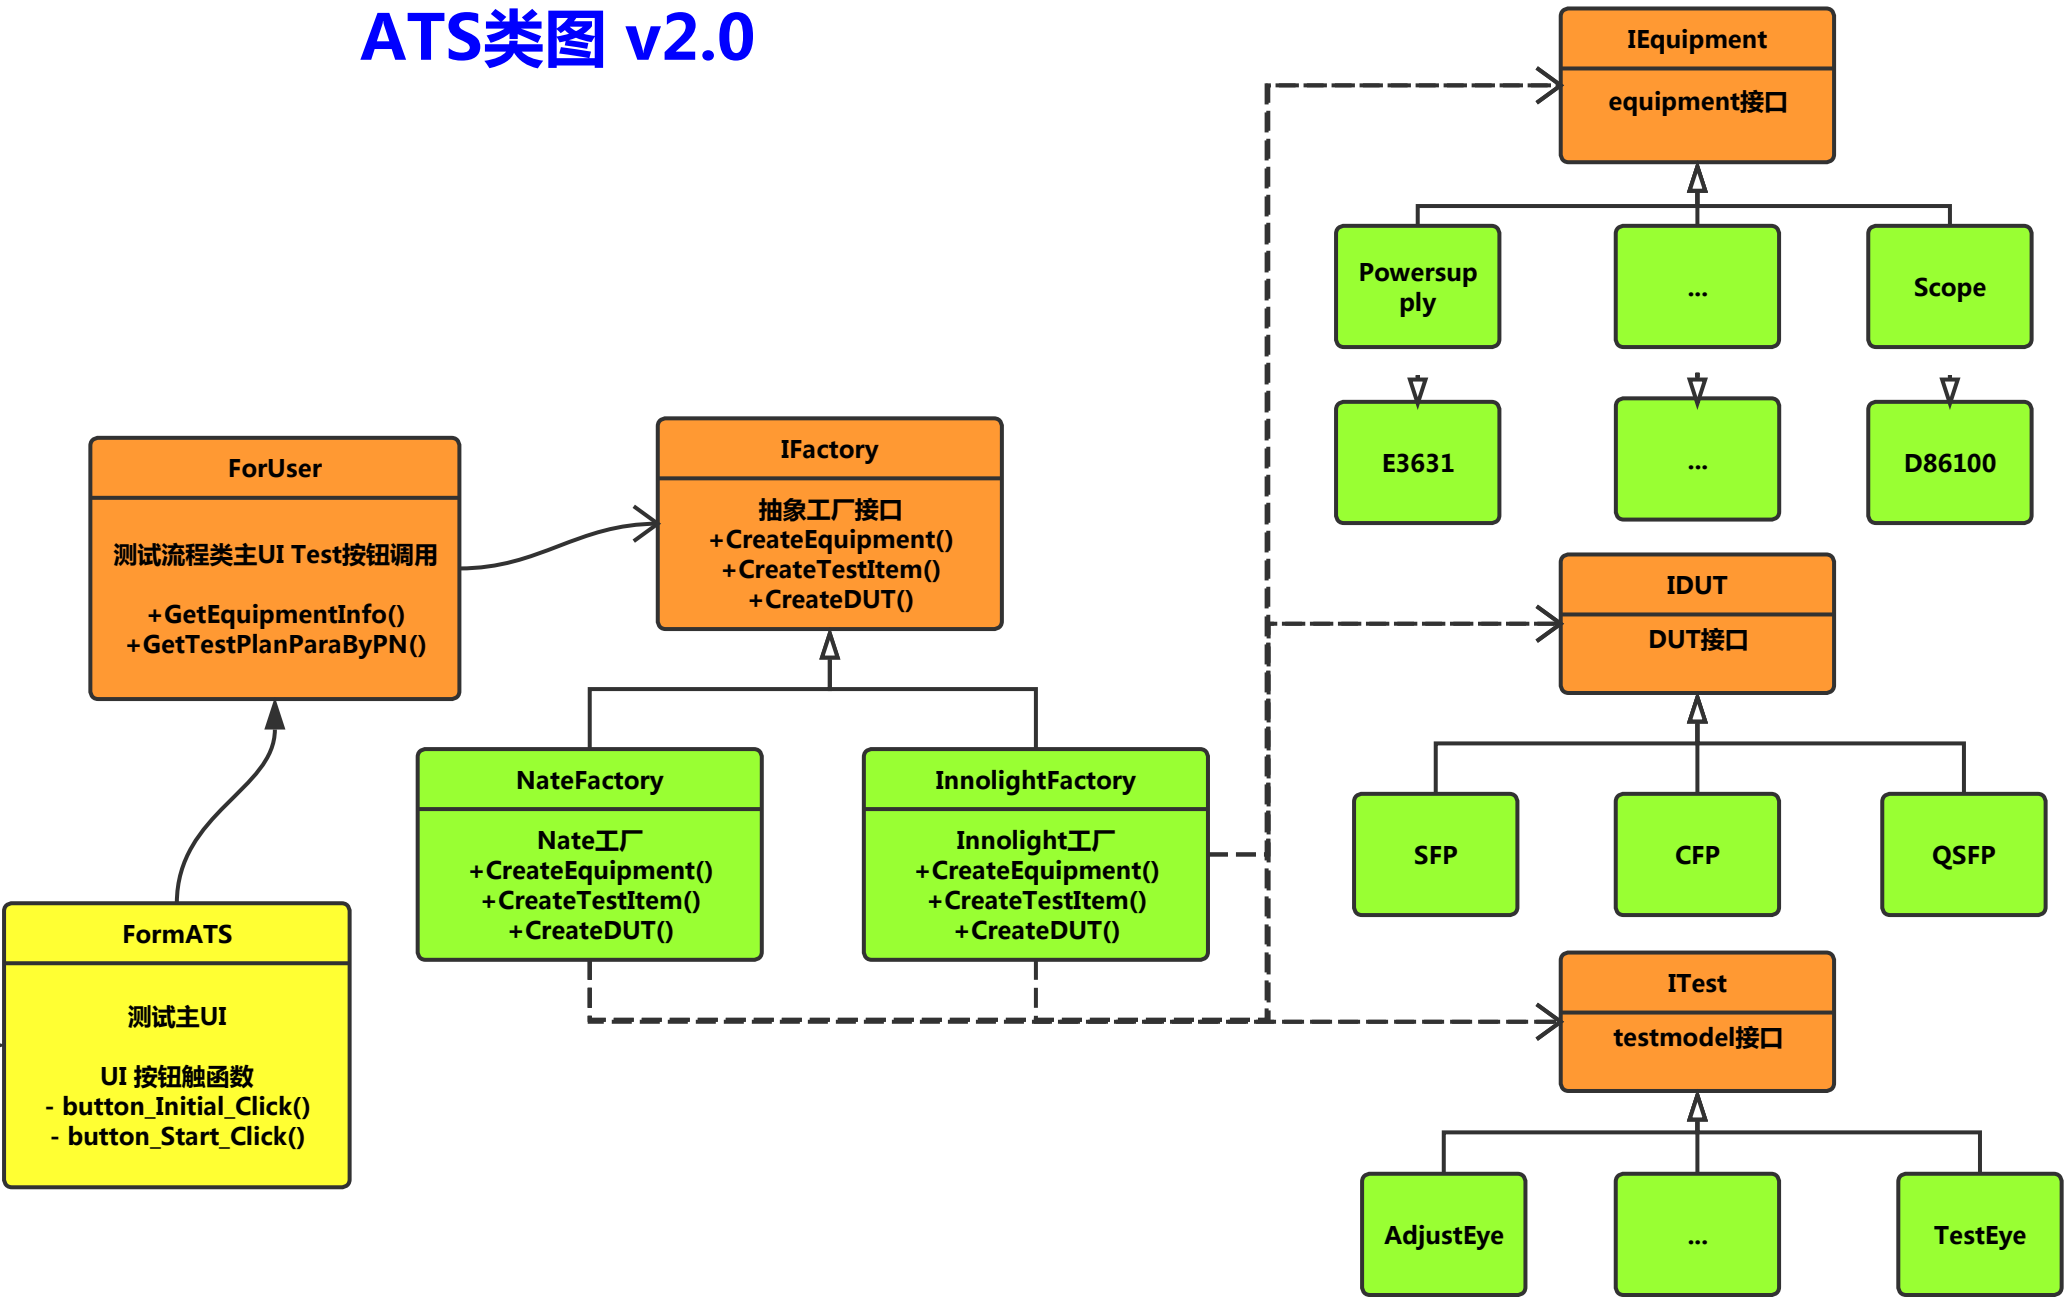 ATS类图 v2.0
IEquipment
equipment接口
Powersup
ply
...
Scope
E3631
...
D86100
ForUser
测试流程类主UI Test按钮调用
+GetEquipmentInfo()
+GetTestPlanParaByPN()
IFactory
抽象工厂接口
+CreateEquipment()
+CreateTestItem()
+CreateDUT()
IDUT
DUT接口
NateFactory
Nate工厂
+CreateEquipment()
+CreateTestItem()
+CreateDUT()
InnolightFactory
Innolight工厂
+CreateEquipment()
+CreateTestItem()
+CreateDUT()
SFP
CFP
QSFP
FormATS
测试主UI
UI 按钮触函数
- button_Initial_Click()
- button_Start_Click()
ITest
testmodel接口
AdjustEye
...
TestEye